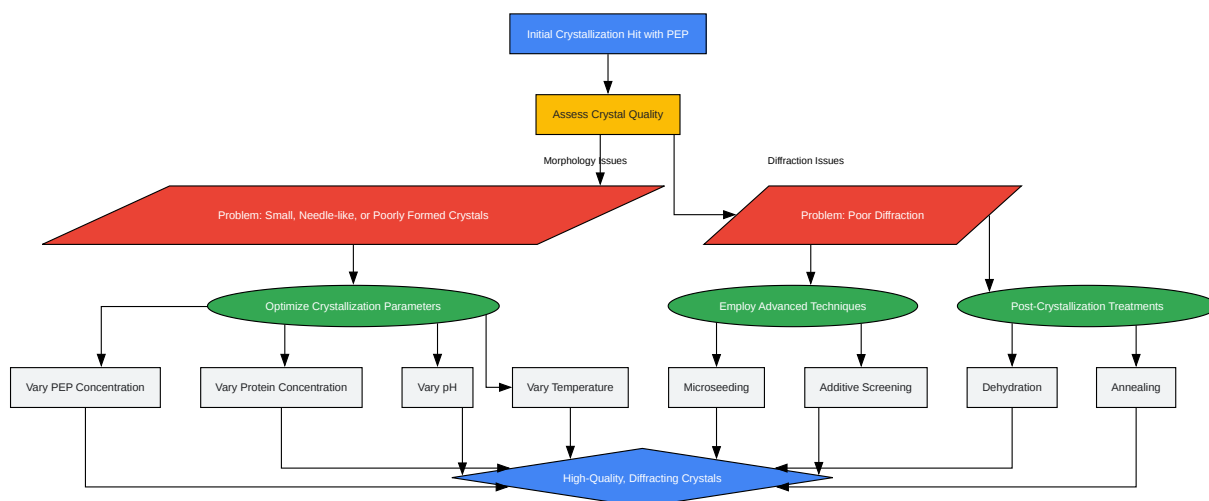 Initial Crystallization Hit with PEP
Assess Crystal Quality
Morphology Issues
Diffraction Issues
Problem: Small, Needle-like, or Poorly Formed Crystals
Problem: Poor Diffraction
Optimize Crystallization Parameters
Employ Advanced Techniques
Post-Crystallization Treatments
Vary PEP Concentration
Vary Protein Concentration
Vary pH
Vary Temperature
Microseeding
Additive Screening
Dehydration
Annealing
High-Quality, Diffracting Crystals